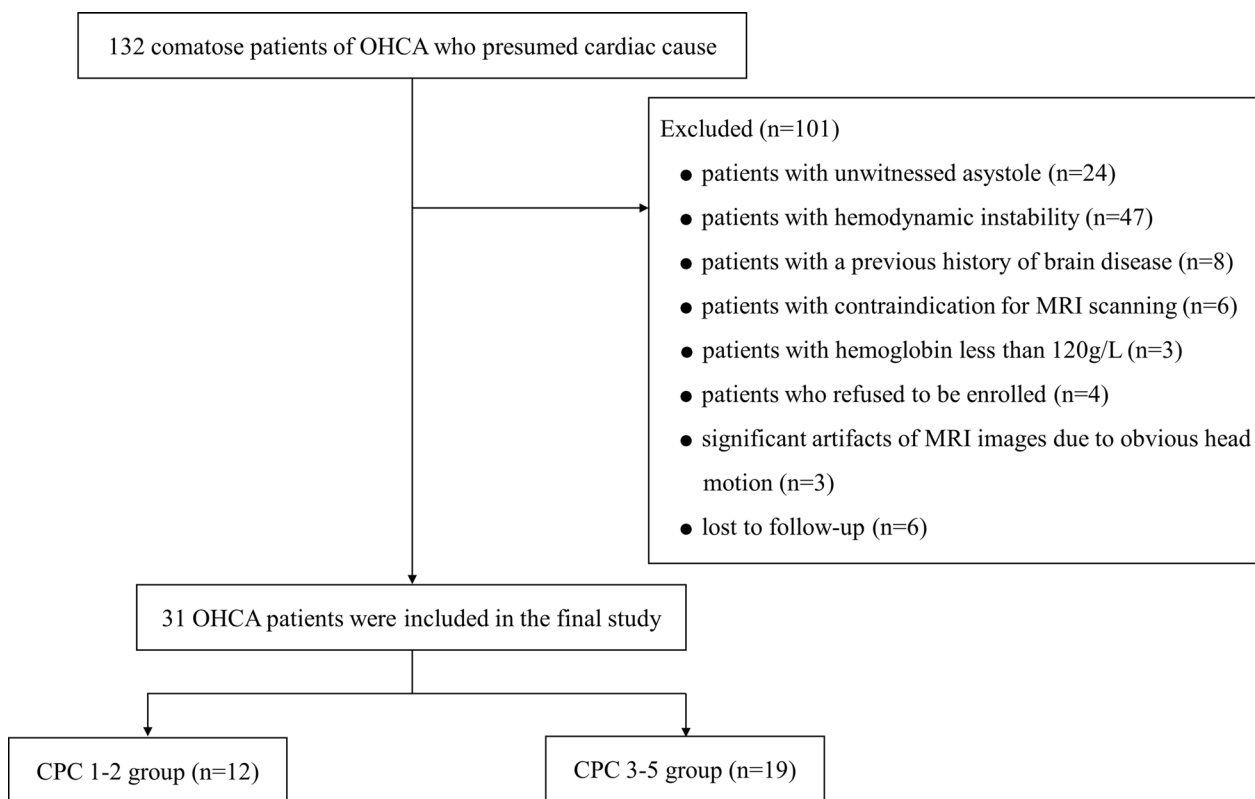 132 comatose patients of OHCA who presumed cardiac cause
Excluded (n=101)
● patients with unwitnessed asystole (n=24)
● patients with hemodynamic instability (n=47)
● patients with a previous history of brain disease (n=8)
● patients with contraindication for MRI scanning (n=6)
● patients with hemoglobin less than 120g/L (n=3)
● patients who refused to be enrolled (n=4)
● significant artifacts of MRI images due to obvious head
motion (n=3)
● lost to follow-up (n=6)
31 OHCA patients were included in the final study
CPC 1-2 group (n=12)
CPC 3-5 group (n=19)